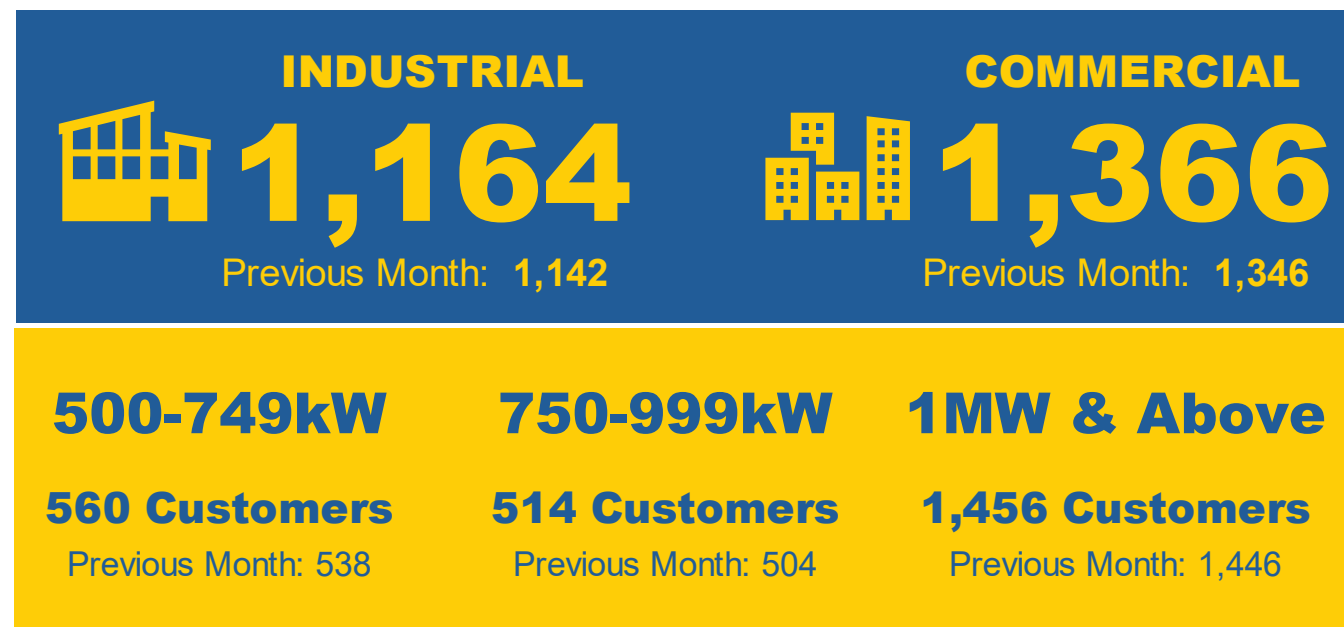 INDUSTRIAL
1,164
Previous Month: 1,142
COMMERCIAL
1,366
Previous Month: 1,346
500-749kW
560 Customers
Previous Month: 538
750-999kW
514 Customers
Previous Month: 504
1MW & Above
1,456 Customers
Previous Month: 1,446